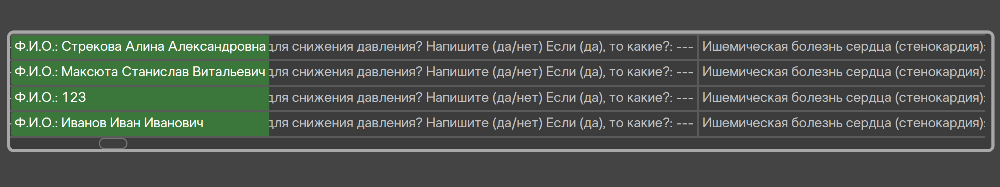 Ф.И.О.: Стрекова Алина Александровна для снижения давления? Напишите (да/нет) Если (да), то какие?: --- Ишемическая болезнь сердца (стенокардия):
Ф.И.О.: Максюта Станислав Витальевич для снижения давления? Напишите (да/нет) Если (да), то какие?: --- Ишемическая болезнь сердца (стенокардия):
Ф.И.О.: 123 для снижения давления? Напишите (да/нет) Если (да), то какие?: --- Ишемическая болезнь сердца (стенокардия):
Ф.И.О.: Иванов Иван Иванович для снижения давления? Напишите (да/нет) Если (да), то какие?: --- Ишемическая болезнь сердца (стенокардия):